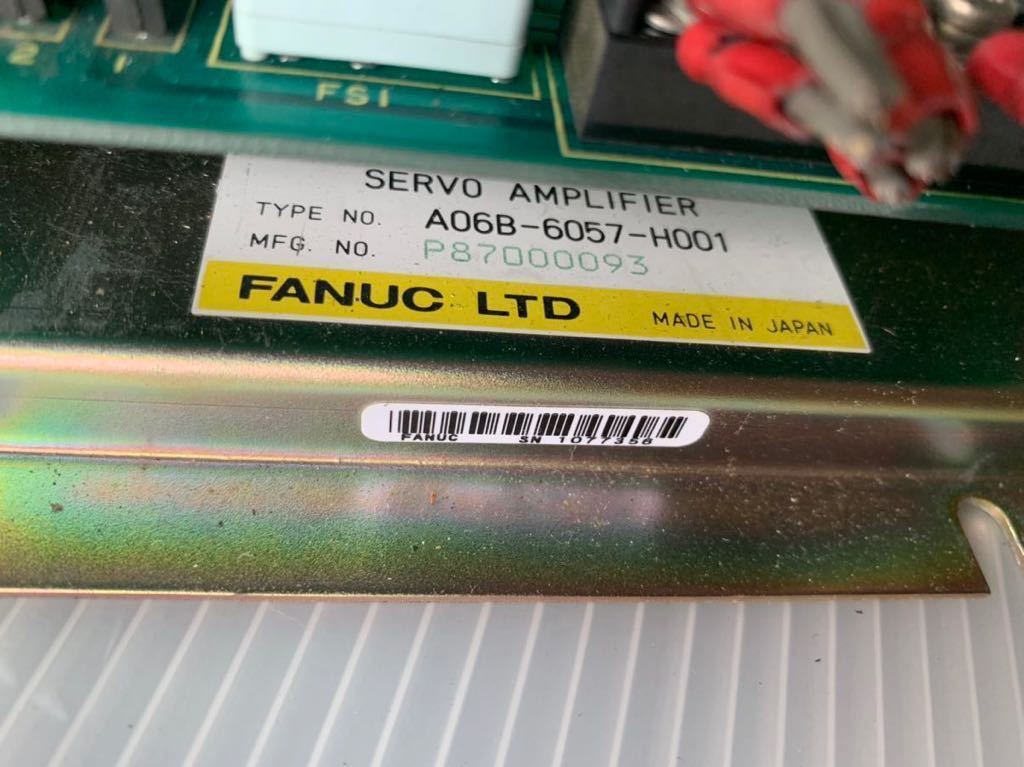 2 1
FS1
SERVO AMPLIFIER
TYPE NO. A06B-6057-H001
MFG. NO. P87000093
FANUC LTD MADE IN JAPAN
FANUC SN 1077356